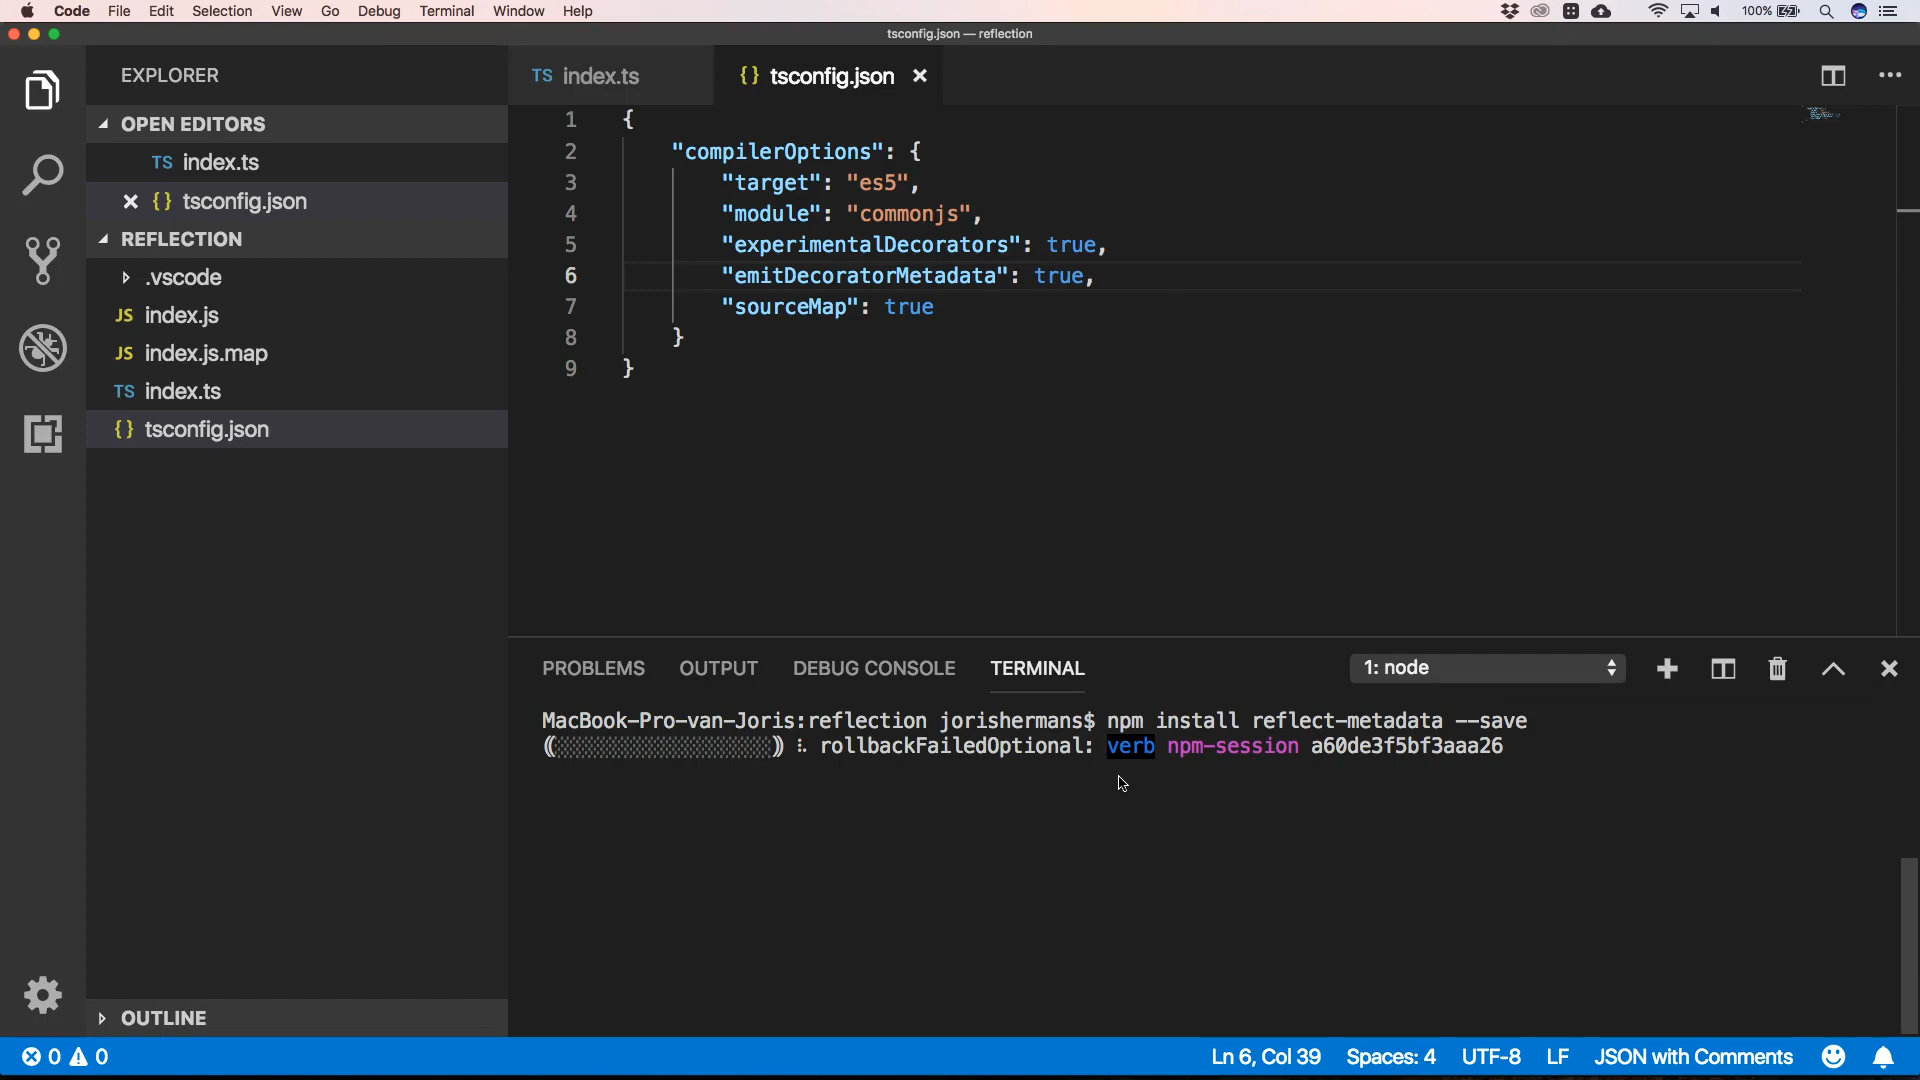 Code File Edit Selection View Go Debug Terminal Window Help 100%
tsconfig.json — reflection
EXPLORER
OPEN EDITORS
TS index.ts
{} tsconfig.json
REFLECTION
.vscode
JS index.js
JS index.js.map
TS index.ts
{} tsconfig.json
OUTLINE
TS index.ts {} tsconfig.json
1 {
2 "compilerOptions": {
3 "target": "es5",
4 "module": "commonjs",
5 "experimentalDecorators": true,
6 "emitDecoratorMetadata": true,
7 "sourceMap": true
8 }
9 }
PROBLEMS OUTPUT DEBUG CONSOLE TERMINAL 1: node
MacBook-Pro-van-Joris:reflection jorishermans$ npm install reflect-metadata --save
(░░░░░░░░░░░░░░░░░░) ⠧ rollbackFailedOptional: verb npm-session a60de3f5bf3aaa26
0 0 Ln 6, Col 39 Spaces: 4 UTF-8 LF JSON with Comments